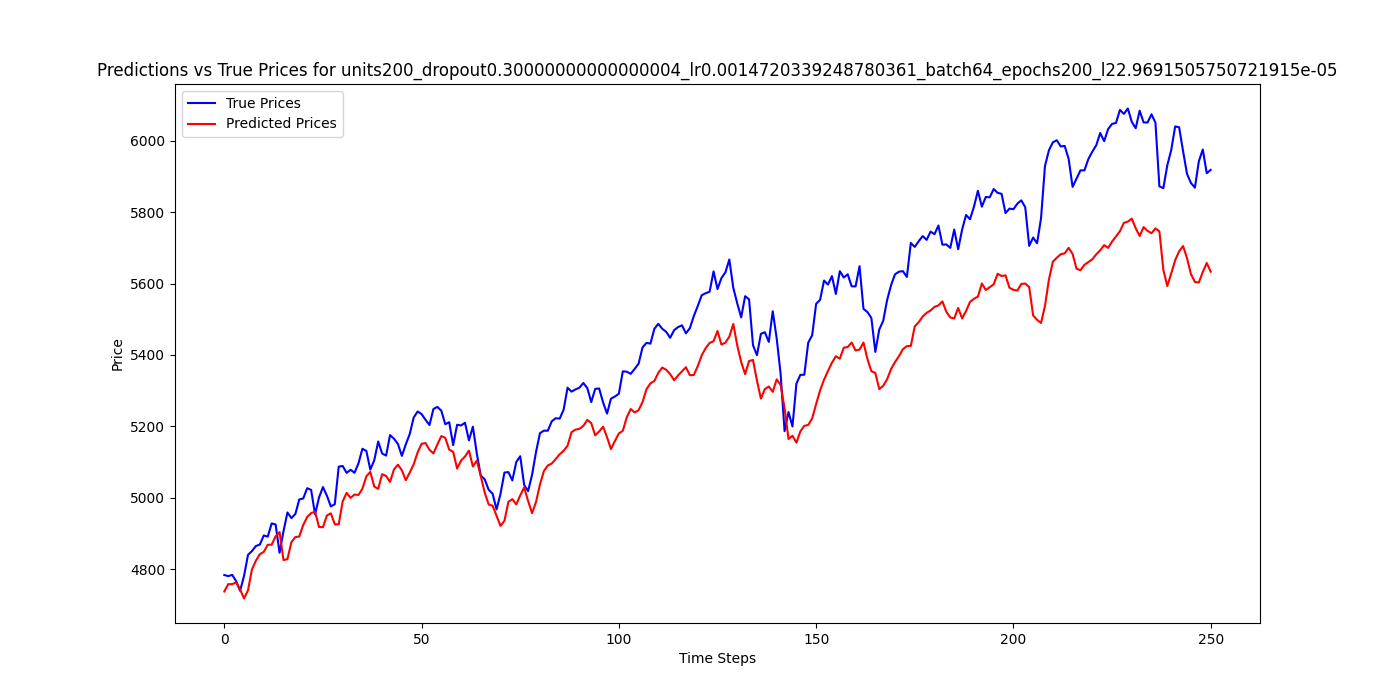 Predictions vs True Prices for units200_dropout0.30000000000000004_lr0.0014720339248780361_batch64_epochs200_l22.9691505750721915e-05
True Prices
Predicted Prices
Price
6000
5800
5600
5400
5200
5000
4800
0 50 100 150 200 250
Time Steps